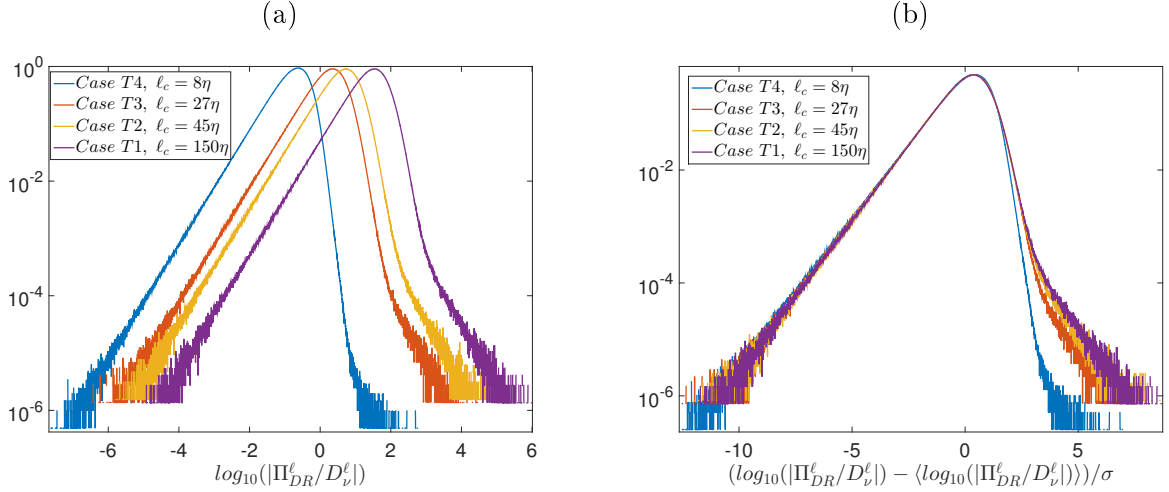 (a)
10^0
10^-2
10^-4
10^-6
Case T4, ℓ_c = 8η
Case T3, ℓ_c = 27η
Case T2, ℓ_c = 45η
Case T1, ℓ_c = 150η
-6 -4 -2 0 2 4 6
log_10(|Π^ℓ_DR/D^ℓ_ν|)
(b)
10^-2
10^-4
10^-6
Case T4, ℓ_c = 8η
Case T3, ℓ_c = 27η
Case T2, ℓ_c = 45η
Case T1, ℓ_c = 150η
-10 -5 0 5
(log_10(|Π^ℓ_DR/D^ℓ_ν|) − ⟨log_10(|Π^ℓ_DR/D^ℓ_ν|)⟩)/σ